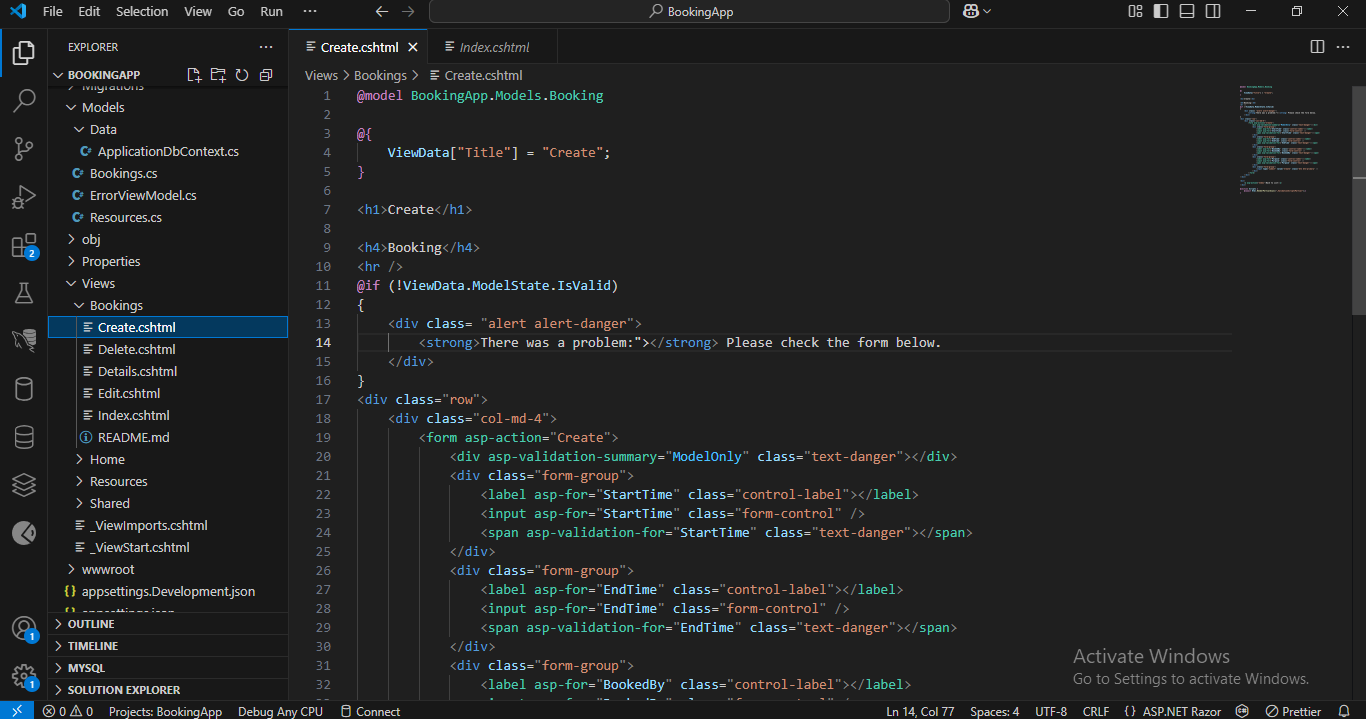 File Edit Selection View Go Run ··· BookingApp
EXPLORER ···
BOOKINGAPP
Migrations
Models
Data
ApplicationDbContext.cs
Bookings.cs
ErrorViewModel.cs
Resources.cs
obj
Properties
Views
Bookings
Create.cshtml
Delete.cshtml
Details.cshtml
Edit.cshtml
Index.cshtml
README.md
Home
Resources
Shared
_ViewImports.cshtml
_ViewStart.cshtml
wwwroot
{} appsettings.Development.json
{} appsettings.json
OUTLINE
TIMELINE
MYSQL
SOLUTION EXPLORER
2
1
1
Create.cshtml Index.cshtml
Views > Bookings > Create.cshtml
1 @model BookingApp.Models.Booking
2
3 @{
4 ViewData["Title"] = "Create";
5 }
6
7 <h1>Create</h1>
8
9 <h4>Booking</h4>
10 <hr />
11 @if (!ViewData.ModelState.IsValid)
12 {
13 <div class= "alert alert-danger">
14 <strong>There was a problem:"></strong> Please check the form below.
15 </div>
16 }
17 <div class="row">
18 <div class="col-md-4">
19 <form asp-action="Create">
20 <div asp-validation-summary="ModelOnly" class="text-danger"></div>
21 <div class="form-group">
22 <label asp-for="StartTime" class="control-label"></label>
23 <input asp-for="StartTime" class="form-control" />
24 <span asp-validation-for="StartTime" class="text-danger"></span>
25 </div>
26 <div class="form-group">
27 <label asp-for="EndTime" class="control-label"></label>
28 <input asp-for="EndTime" class="form-control" />
29 <span asp-validation-for="EndTime" class="text-danger"></span>
30 </div>
31 <div class="form-group">
32 <label asp-for="BookedBy" class="control-label"></label>
Activate Windows
Go to Settings to activate Windows.
0 0 Projects: BookingApp Debug Any CPU Connect Ln 14, Col 77 Spaces: 4 UTF-8 CRLF {} ASP.NET Razor Prettier